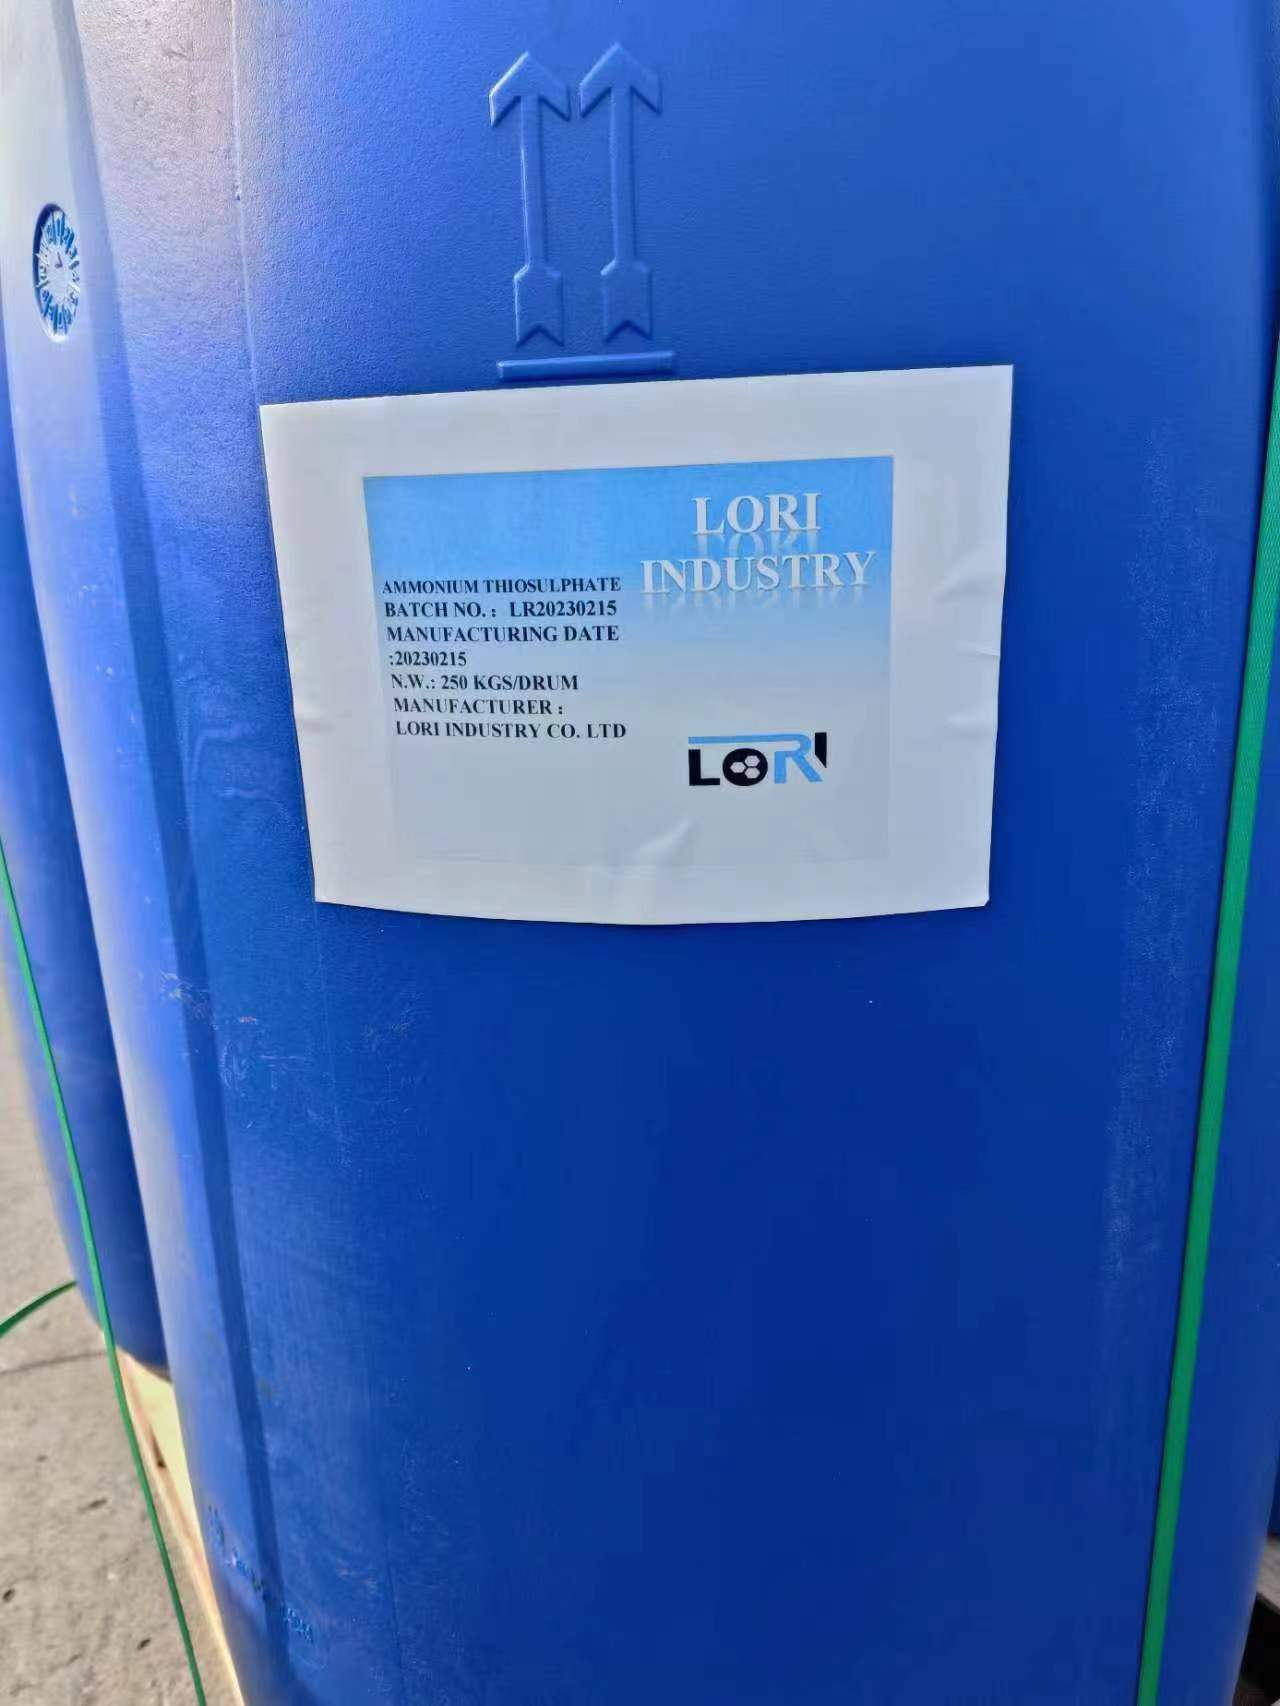 LORI
INDUSTRY
AMMONIUM THIOSULPHATE
BATCH NO.: LR20230215
MANUFACTURING DATE
:20230215
N.W.: 250 KGS/DRUM
MANUFACTURER :
LORI INDUSTRY CO. LTD
LORI